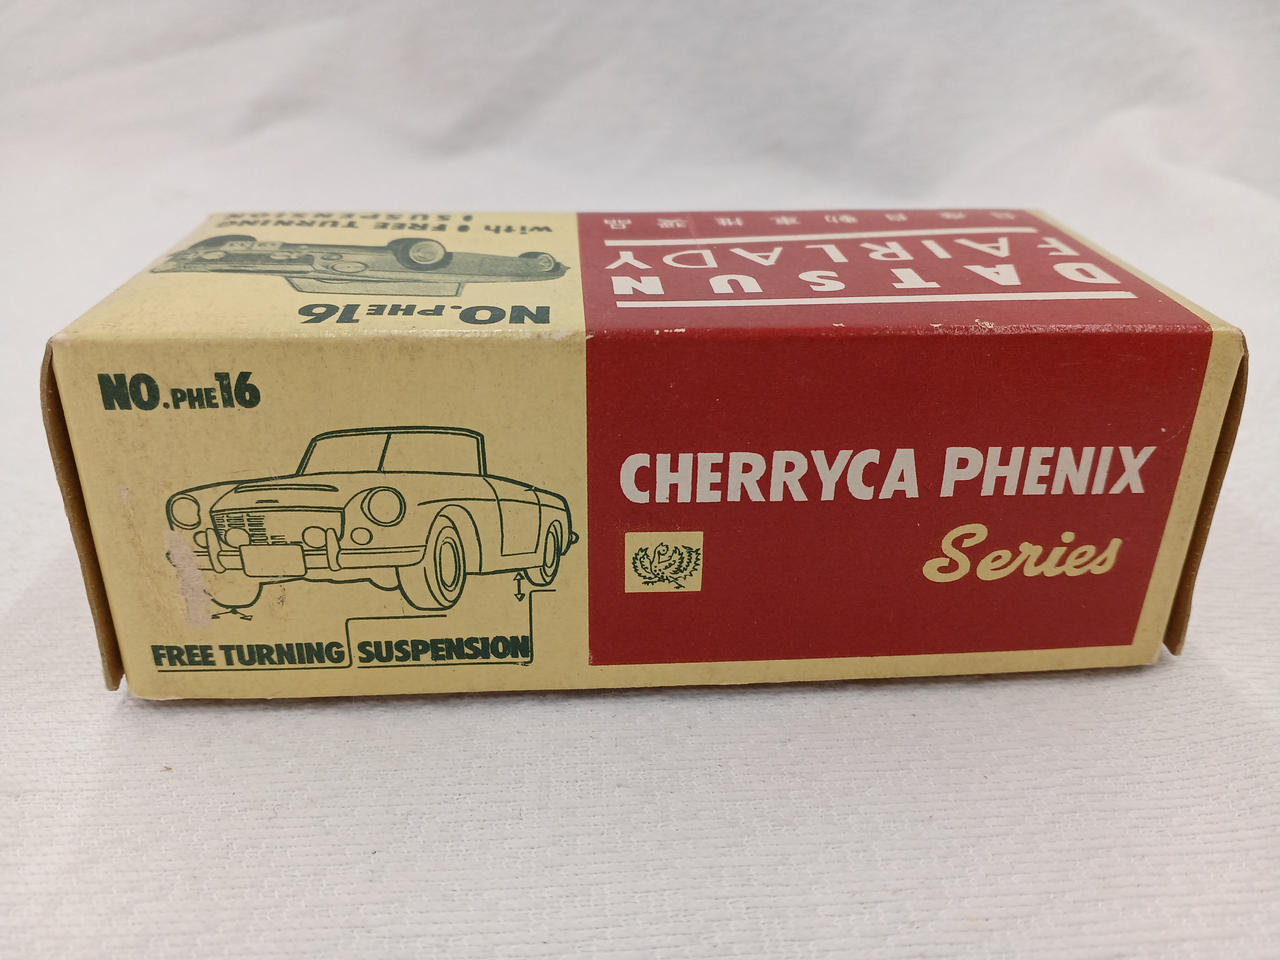 NO.PHE16
with • FREE TURNING
• SUSPENSION
DATSUN
FAIRLADY
日産自動車推奨品
NO.PHE16
FREE TURNING SUSPENSION
CHERRYCA PHENIX
Series